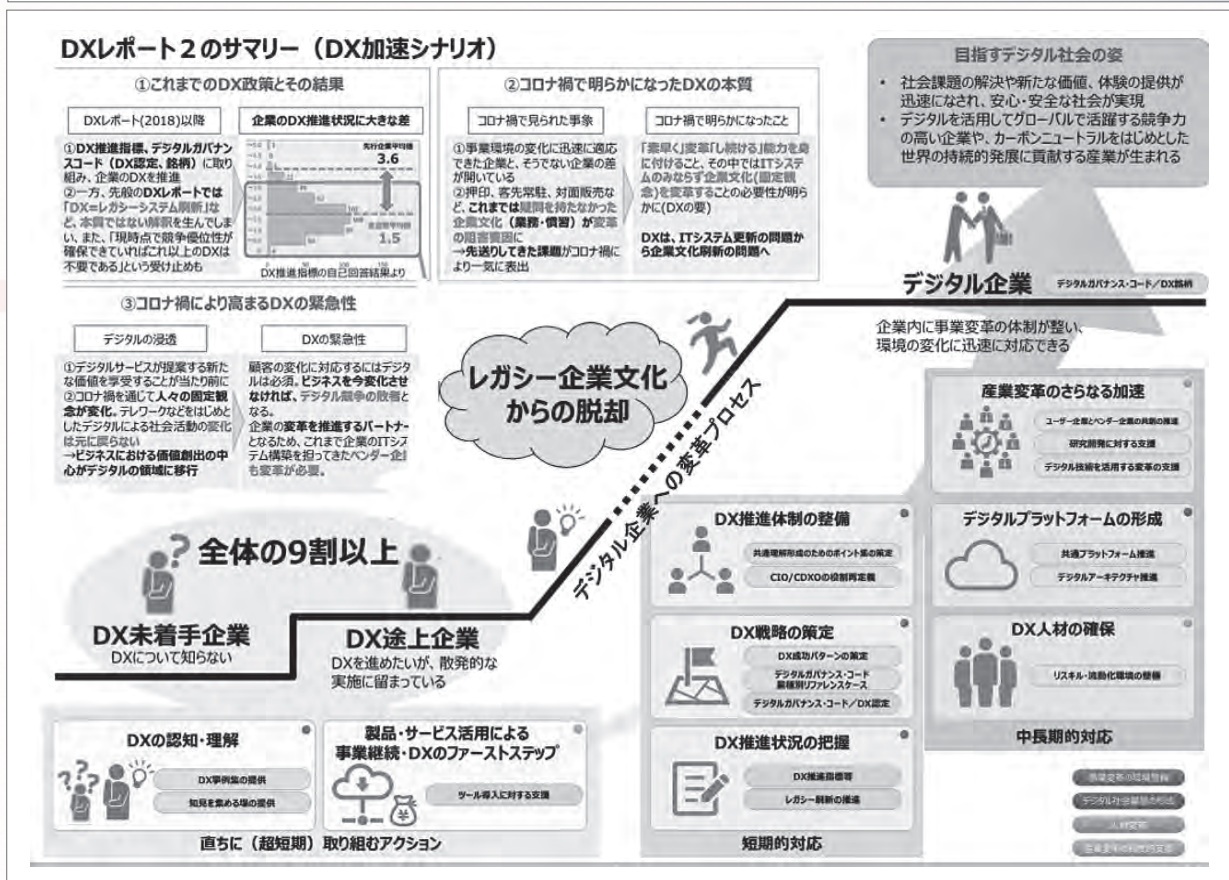 DXレポート２のサマリー（DX加速シナリオ）
①これまでのDX政策とその結果
DXレポート(2018)以降
①DX推進指標、デジタルガバナン
スコード（DX認定、銘柄）に取り
組み、企業のDXを推進
②一方、先般のDXレポートでは
「DX=レガシーシステム刷新」な
ど、本質ではない解釈を生んでしま
い、また、「現時点で競争優位性が
確保できていればこれ以上のDXは
不要である」という受け止めも
企業のDX推進状況に大きな差
先行企業平均値
3.6
1.5
0
50
100
150
DX推進指標の自己回答結果より
②コロナ禍で明らかになったDXの本質
コロナ禍で見られた事象
①事業環境の変化に迅速に適応
できた企業と、そうでない企業の差
が開いている
②押印、客先常駐、対面販売な
ど、これまでは疑問を持たなかった
企業文化（業務・慣習）が変革
の阻害要因に
→先送りしてきた課題がコロナ禍に
より一気に表出
コロナ禍で明らかになったこと
「素早く」変革「し続ける」能力を身
に付けること、その中ではITシステ
ムのみならず企業文化(固定観
念)を変革することの必要性が明ら
かに(DXの要)
DXは、ITシステム更新の問題か
ら企業文化刷新の問題へ
③コロナ禍により高まるDXの緊急性
デジタルの浸透
①デジタルサービスが提案する新た
な価値を享受することが当たり前に
②コロナ禍を通じて人々の固定観
念が変化。テレワークなどをはじめと
したデジタルによる社会活動の変化
は元に戻らない
→ビジネスにおける価値創出の中
心がデジタルの領域に移行
DXの緊急性
顧客の変化に対応するにはデジタ
ルは必須。ビジネスを今変化させ
なければ、デジタル競争の敗者と
なる。
企業の変革を推進するパートナー
となるため、これまで企業のITシス
テム構築を担ってきたベンダー企
も変革が必要。
目指すデジタル社会の姿
• 社会課題の解決や新たな価値、体験の提供が
迅速になされ、安心・安全な社会が実現
• デジタルを活用してグローバルで活躍する競争力
の高い企業や、カーボンニュートラルをはじめとした
世界の持続的発展に貢献する産業が生まれる
デジタル企業
デジタルガバナンス・コード／DX銘柄
企業内に事業変革の体制が整い、
環境の変化に迅速に対応できる
レガシー企業文化
からの脱却
デジタル企業への変革プロセス
全体の9割以上
DX未着手企業
DXについて知らない
DX途上企業
DXを進めたいが、散発的な
実施に留まっている
DXの認知・理解
DX事例集の提供
知見を集める場の提供
製品・サービス活用による
事業継続・DXのファーストステップ
ツール導入に対する支援
直ちに（超短期）取り組むアクション
DX推進体制の整備
共通理解形成のためのポイント集の策定
CIO/CDXOの役割再定義
DX戦略の策定
DX成功パターンの策定
デジタルガバナンス・コード
業種別リファレンスケース
デジタルガバナンス・コード／DX認定
DX推進状況の把握
DX推進指標等
レガシー刷新の推進
短期的対応
産業変革のさらなる加速
ユーザー企業とベンダー企業の共創の推進
研究開発に対する支援
デジタル技術を活用する変革の支援
デジタルプラットフォームの形成
共通プラットフォーム推進
デジタルアーキテクチャ推進
DX人材の確保
リスキル・流動化環境の整備
中長期的対応
事業変革の環境整備
デジタル社会基盤の形成
人材変革